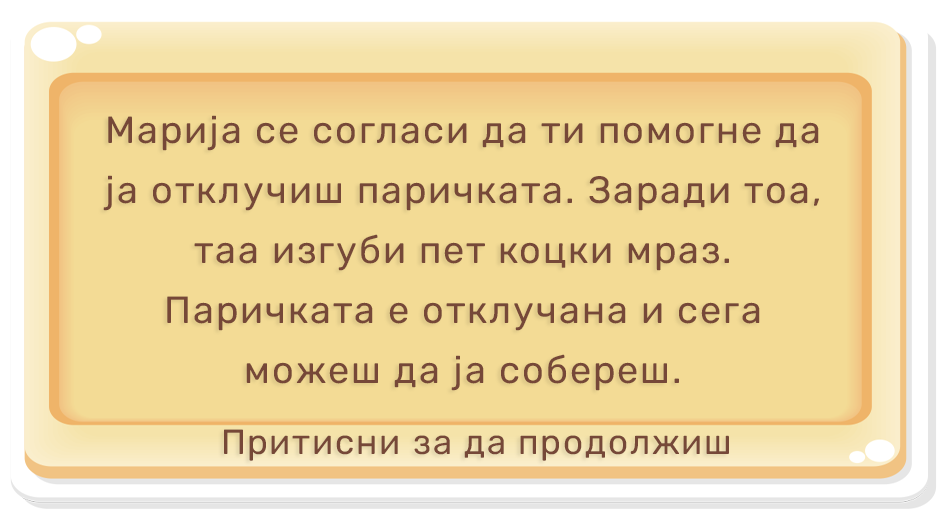 Марија се согласи да ти помогне да
ја отклучиш паричката. Заради тоа,
таа изгуби пет коцки мраз.
Паричката е отклучана и сега
можеш да ја собереш.
Притисни за да продолжиш